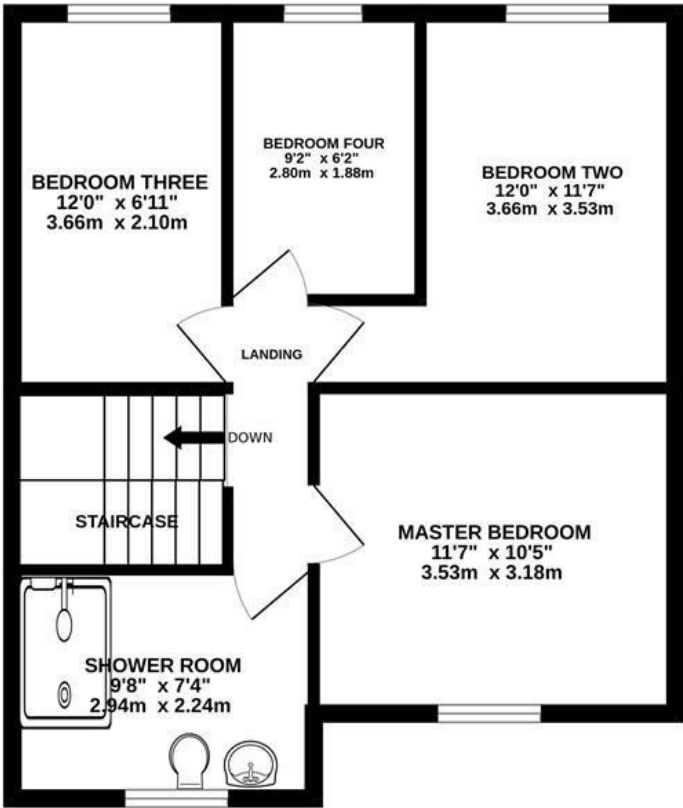 BEDROOM THREE
12'0" x 6'11"
3.66m x 2.10m
BEDROOM FOUR
9'2" x 6'2"
2.80m x 1.88m
BEDROOM TWO
12'0" x 11'7"
3.66m x 3.53m
LANDING
DOWN
STAIRCASE
MASTER BEDROOM
11'7" x 10'5"
3.53m x 3.18m
SHOWER ROOM
9'8" x 7'4"
2.94m x 2.24m